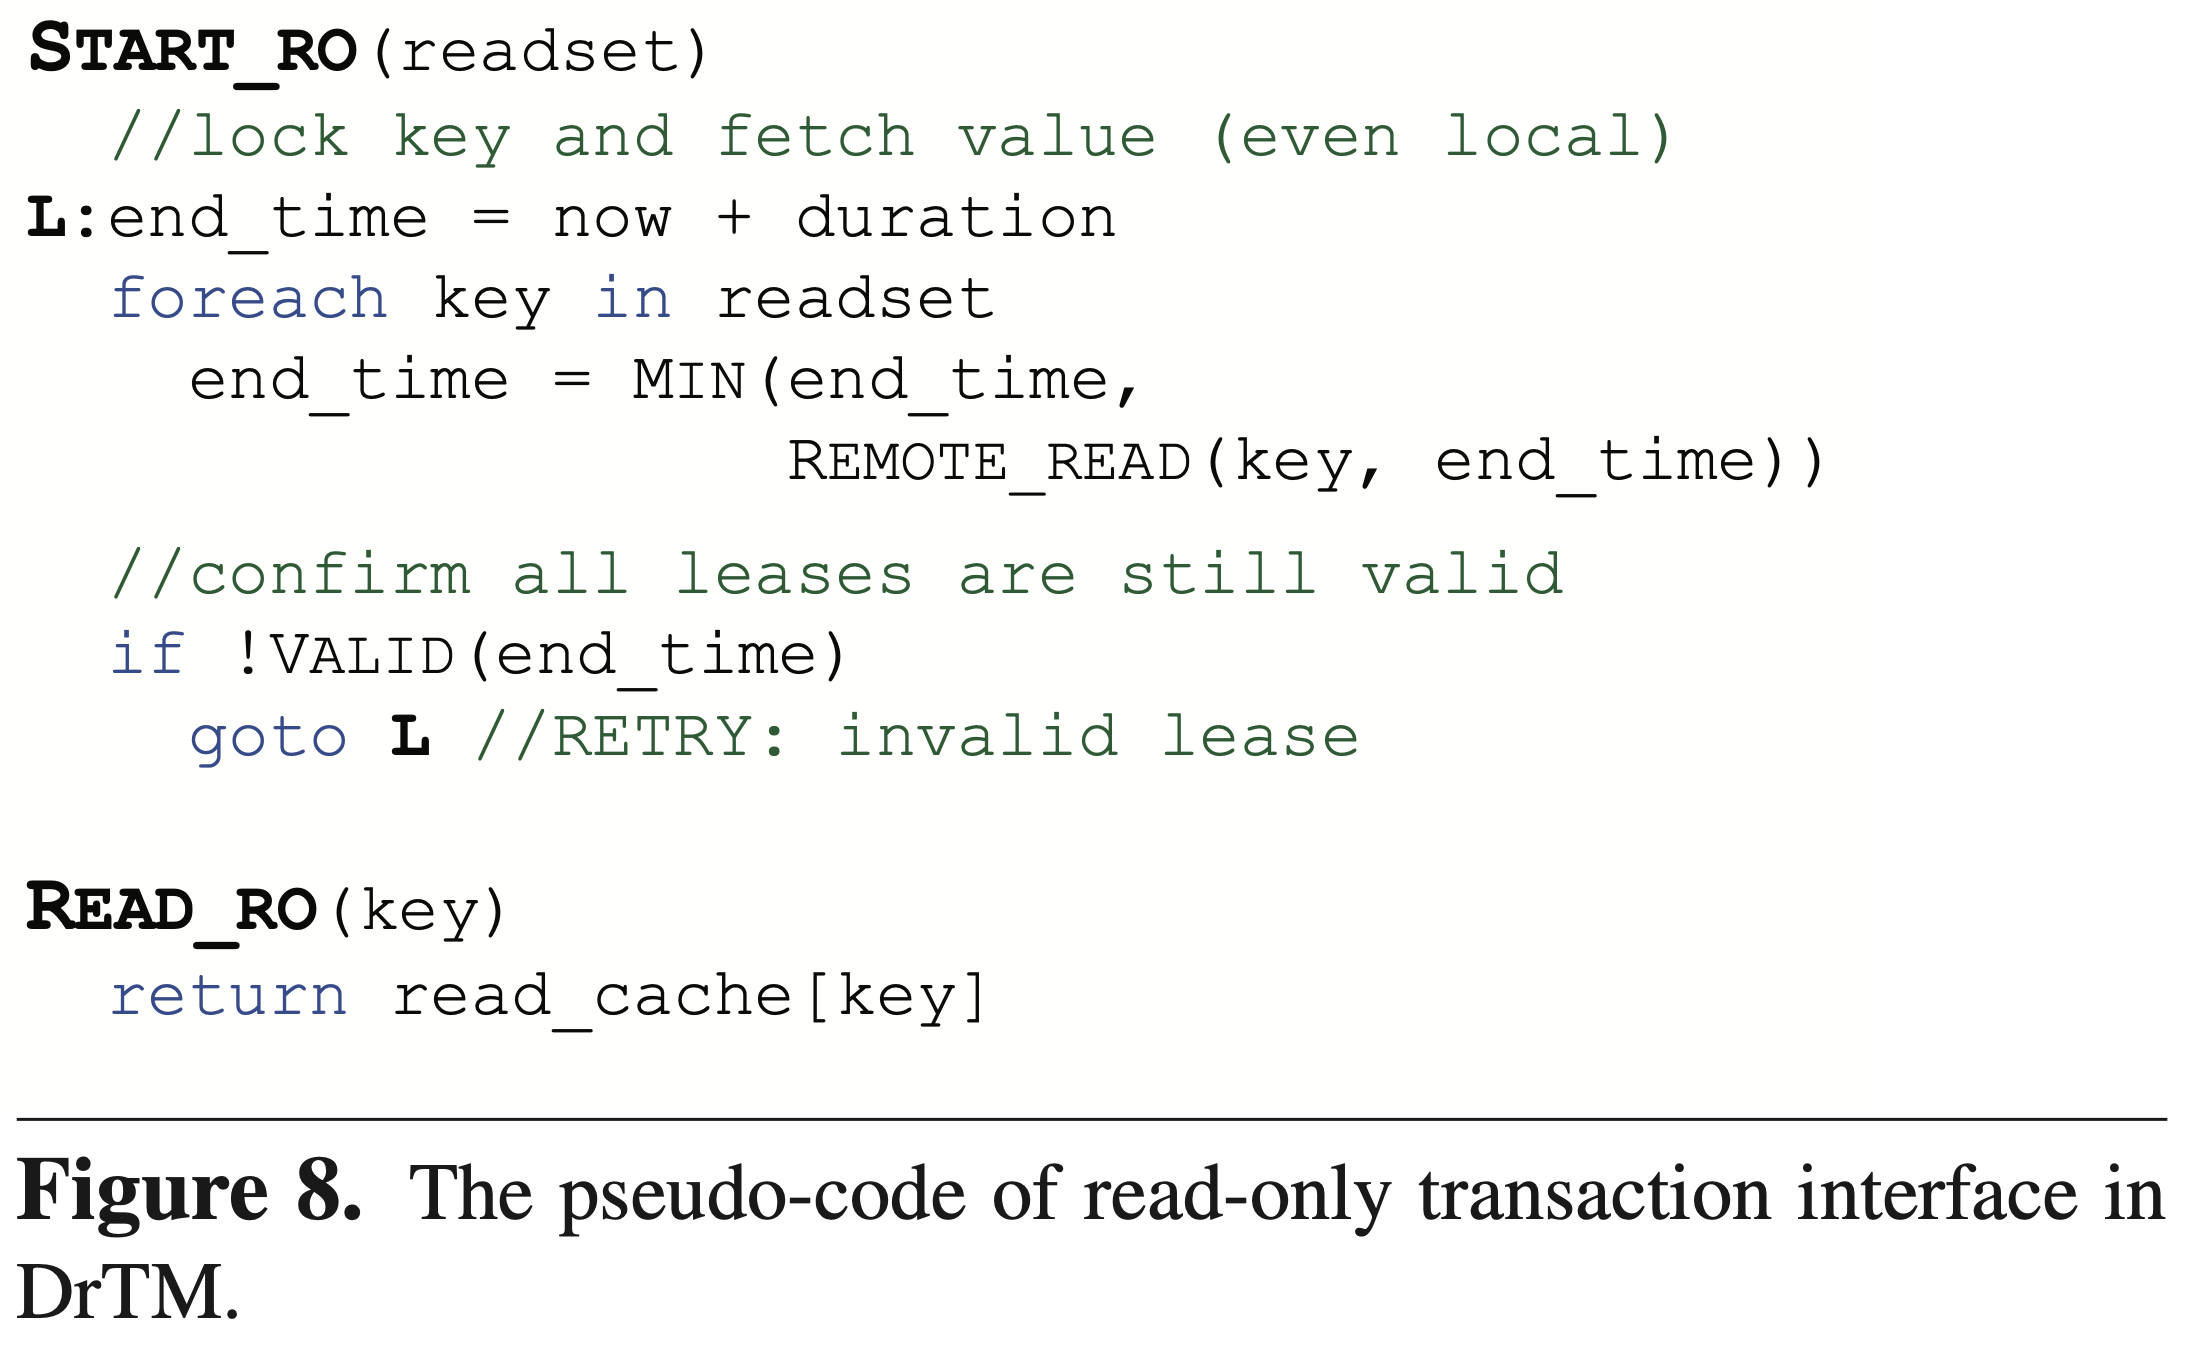 START_RO(readset)
//lock key and fetch value (even local)
L:end_time = now + duration
foreach key in readset
end_time = MIN(end_time,
REMOTE_READ(key, end_time))
//confirm all leases are still valid
if !VALID(end_time)
goto L //RETRY: invalid lease
READ_RO(key)
return read_cache[key]
Figure 8. The pseudo-code of read-only transaction interface in
DrTM.